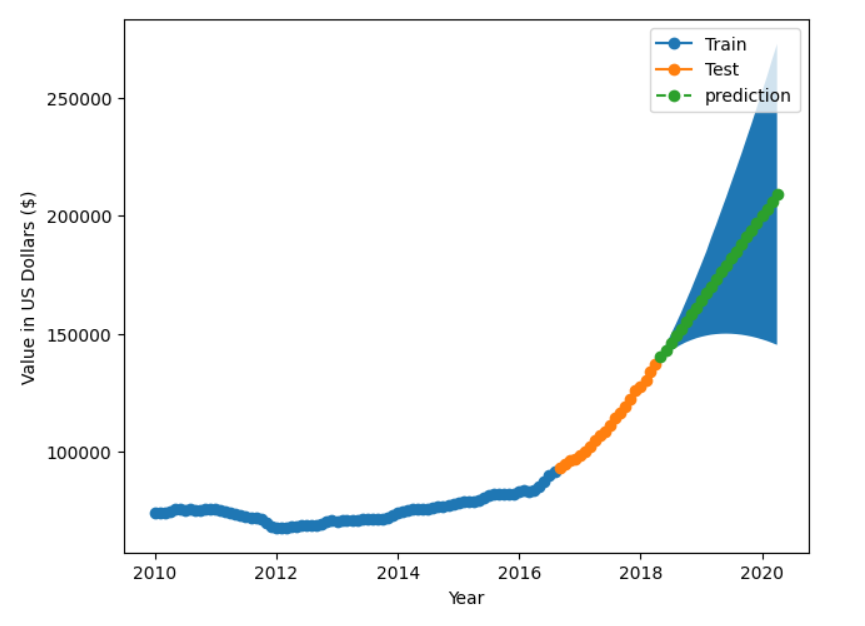 Train
Test
prediction
250000
200000
150000
100000
Value in US Dollars ($)
2010 2012 2014 2016 2018 2020
Year